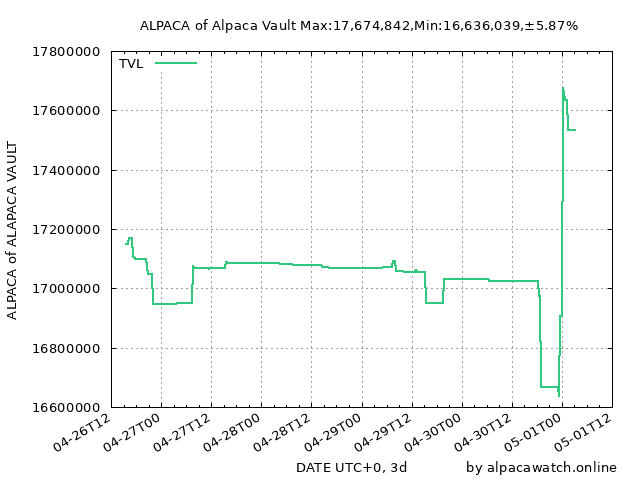 ALPACA of Alpaca Vault Max:17,674,842,Min:16,636,039,±5.87%
TVL
17800000
17600000
17400000
17200000
17000000
16800000
16600000
ALPACA of ALAPACA VAULT
04-26T12
04-27T00
04-27T12
04-28T00
04-28T12
04-29T00
04-29T12
04-30T00
04-30T12
05-01T00
05-01T12
DATE UTC+0, 3d
by alpacawatch.online